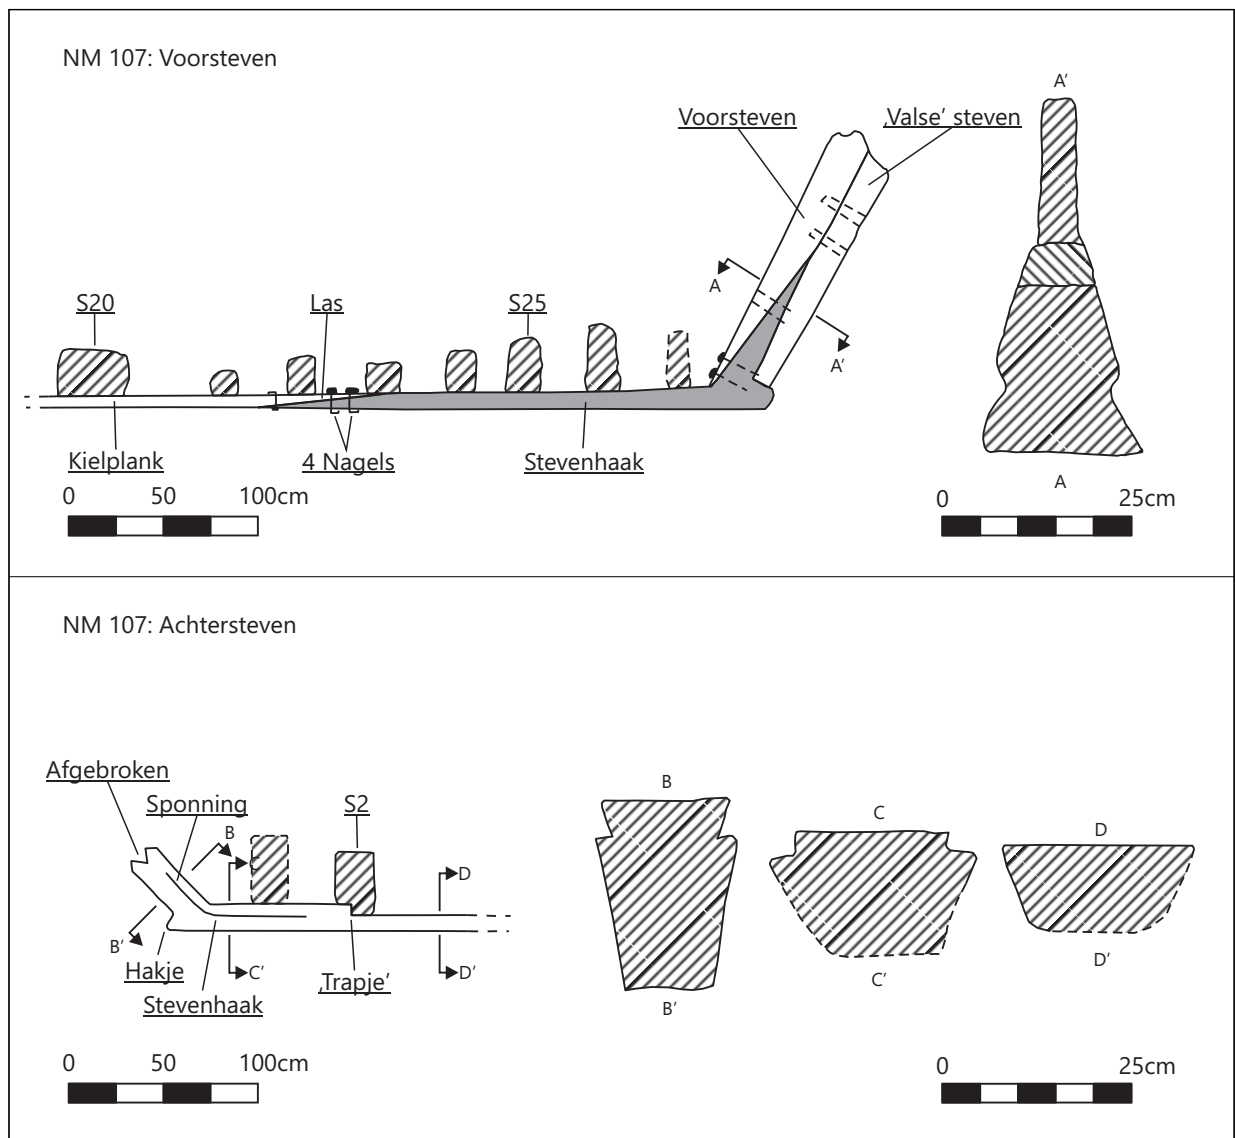 NM 107: Voorsteven
A'
Voorsteven
‚Valse’ steven
A
A'
S20
Las
S25
Kielplank
4 Nagels
Stevenhaak
A
0 50 100cm
0 25cm
NM 107: Achtersteven
Afgebroken
Sponning
S2
B
B
C
D
D
B'
Hakje
C'
‚Trapje’
D'
Stevenhaak
B'
C'
D'
0 50 100cm
0 25cm